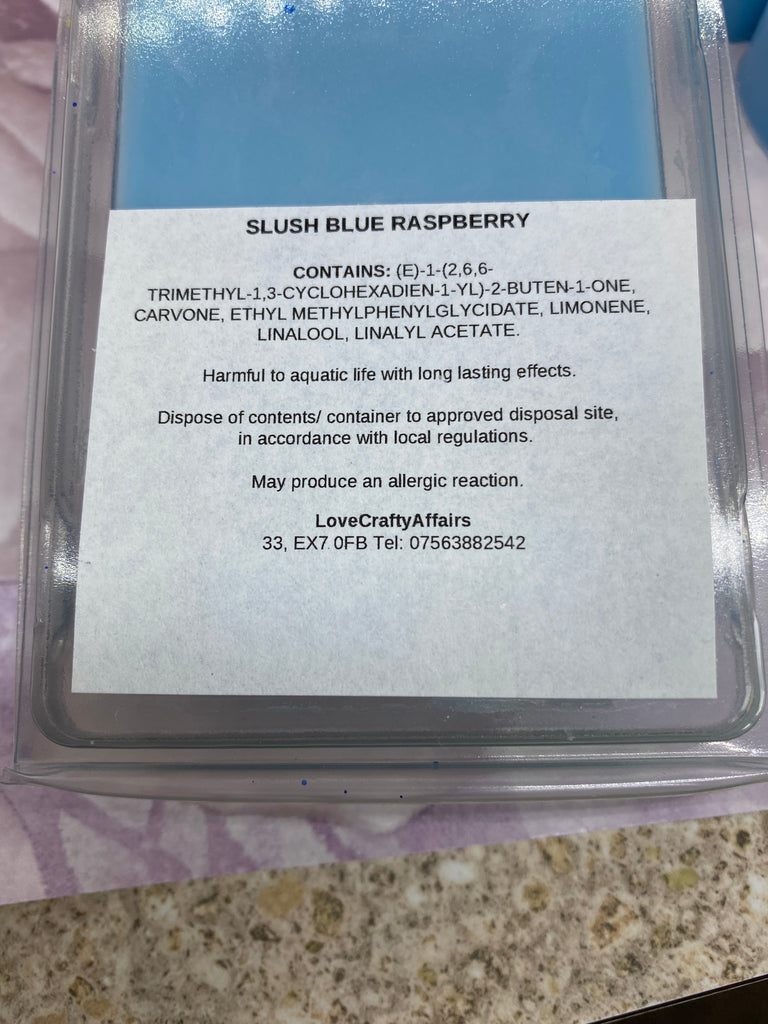 SLUSH BLUE RASPBERRY
CONTAINS: (E)-1-(2,6,6-
TRIMETHYL-1,3-CYCLOHEXADIEN-1-YL)-2-BUTEN-1-ONE,
CARVONE, ETHYL METHYLPHENYLGLYCIDATE, LIMONENE,
LINALOOL, LINALYL ACETATE.
Harmful to aquatic life with long lasting effects.
Dispose of contents/ container to approved disposal site,
in accordance with local regulations.
May produce an allergic reaction.
LoveCraftyAffairs
33, EX7 0FB Tel: 07563882542